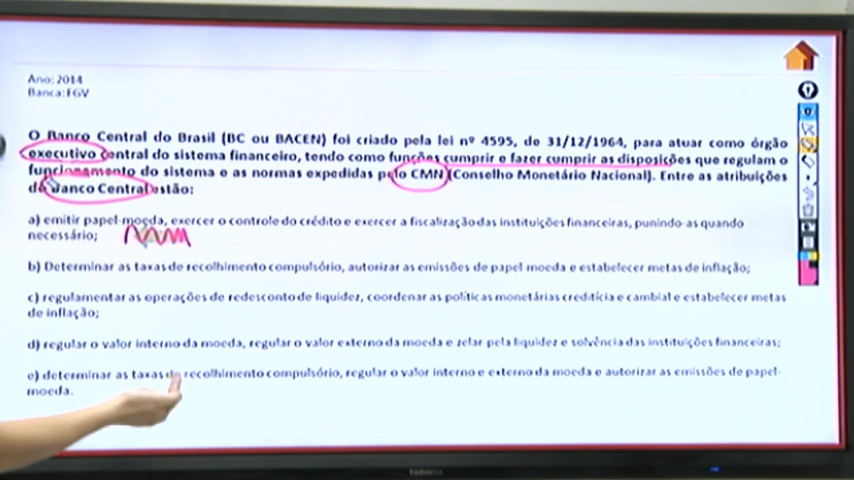 Ano: 2014
Banca: FGV
O Banco Central do Brasil (BC ou BACEN) foi criado pela lei nº 4595, de 31/12/1964, para atuar como órgão
executivo central do sistema financeiro, tendo como funções cumprir e fazer cumprir as disposições que regulam o
funcionamento do sistema e as normas expedidas pelo CMN (Conselho Monetário Nacional). Entre as atribuições
do Banco Central estão:
a) emitir papel-moeda, exercer o controle do crédito e exercer a fiscalização das instituições financeiras, punindo-as quando
necessário;
b) Determinar as taxas de recolhimento compulsório, autorizar as emissões de papel moeda e estabelecer metas de inflação;
c) regulamentar as operações de redesconto de liquidez, coordenar as políticas monetárias creditícia e cambial e estabelecer metas
de inflação;
d) regular o valor interno da moeda, regular o valor externo da moeda e zelar pela liquidez e solvência das instituições financeiras;
e) determinar as taxas de recolhimento compulsório, regular o valor interno e externo da moeda e autorizar as emissões de papel-
moeda.
TOSHIBA